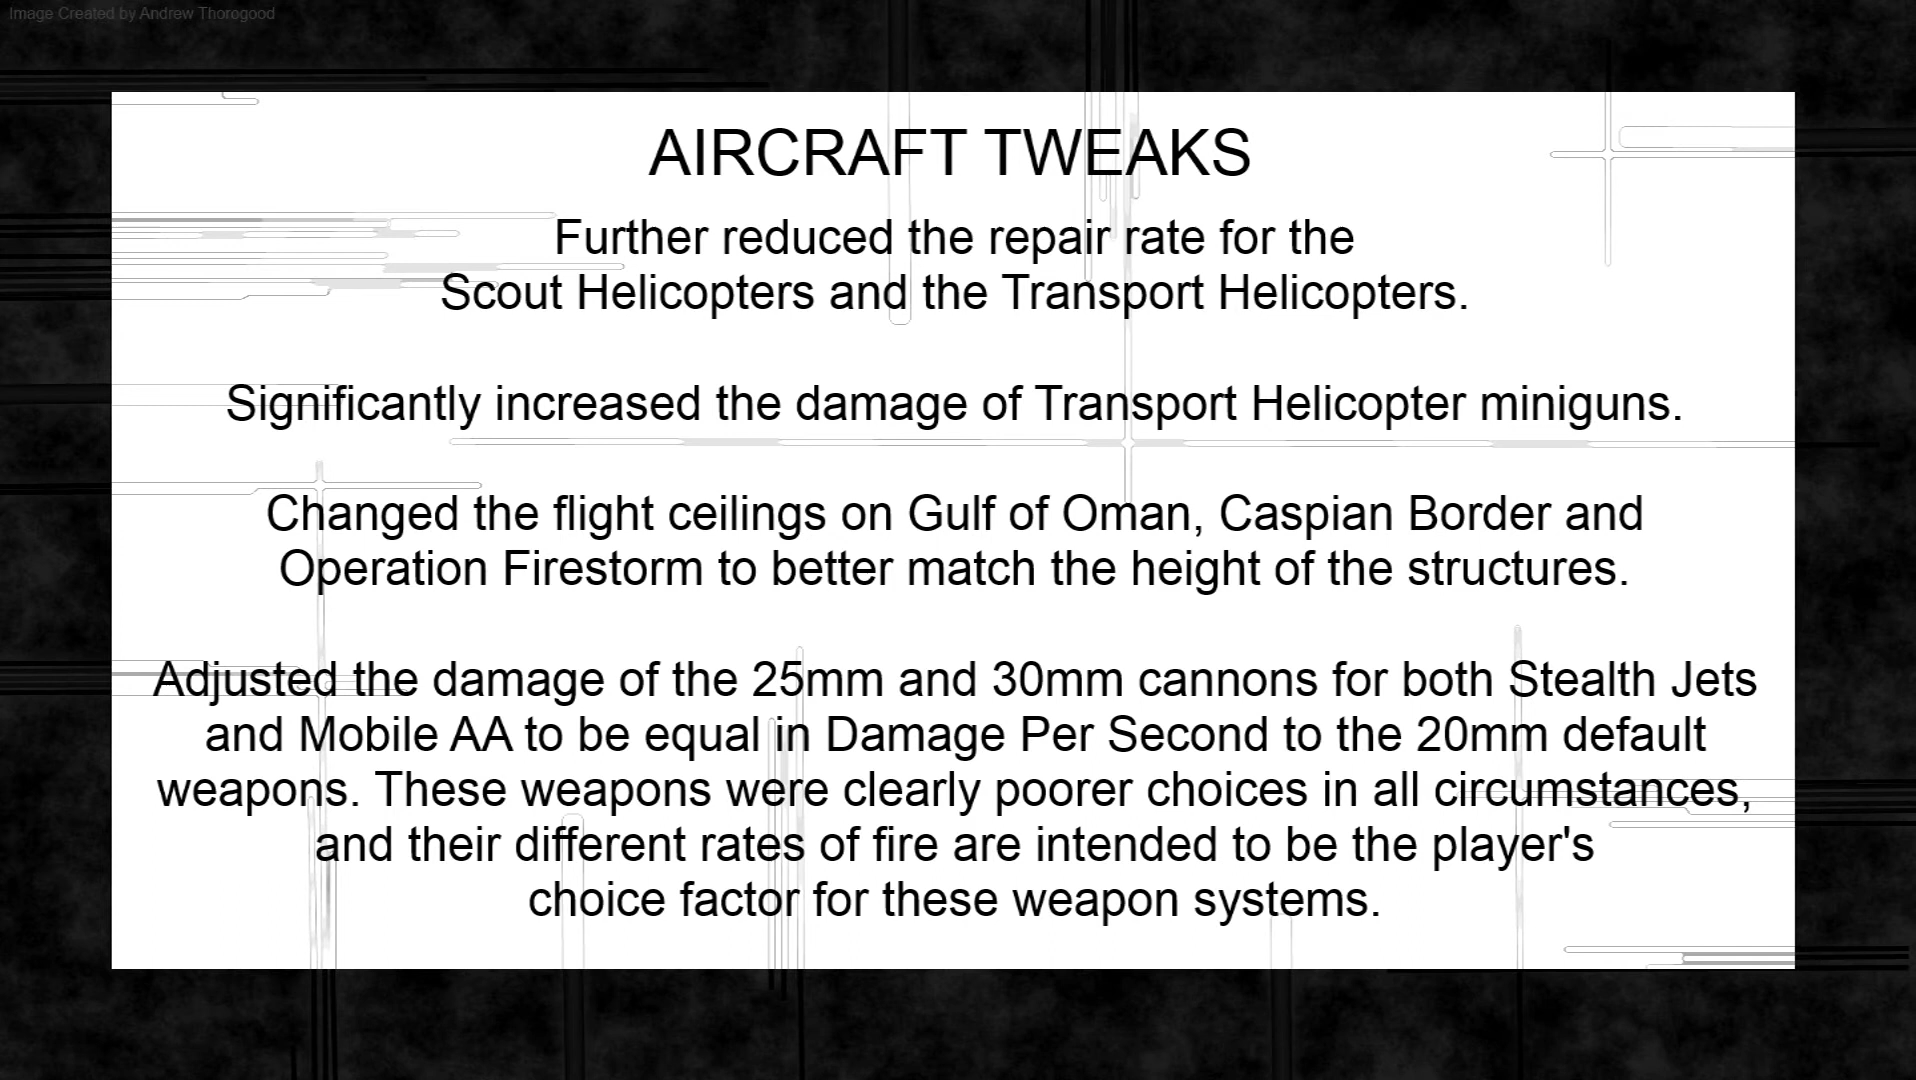 Image Created by Andrew Thorogood
AIRCRAFT TWEAKS
Further reduced the repair rate for the
Scout Helicopters and the Transport Helicopters.
Significantly increased the damage of Transport Helicopter miniguns.
Changed the flight ceilings on Gulf of Oman, Caspian Border and
Operation Firestorm to better match the height of the structures.
Adjusted the damage of the 25mm and 30mm cannons for both Stealth Jets
and Mobile AA to be equal in Damage Per Second to the 20mm default
weapons. These weapons were clearly poorer choices in all circumstances,
and their different rates of fire are intended to be the player's
choice factor for these weapon systems.